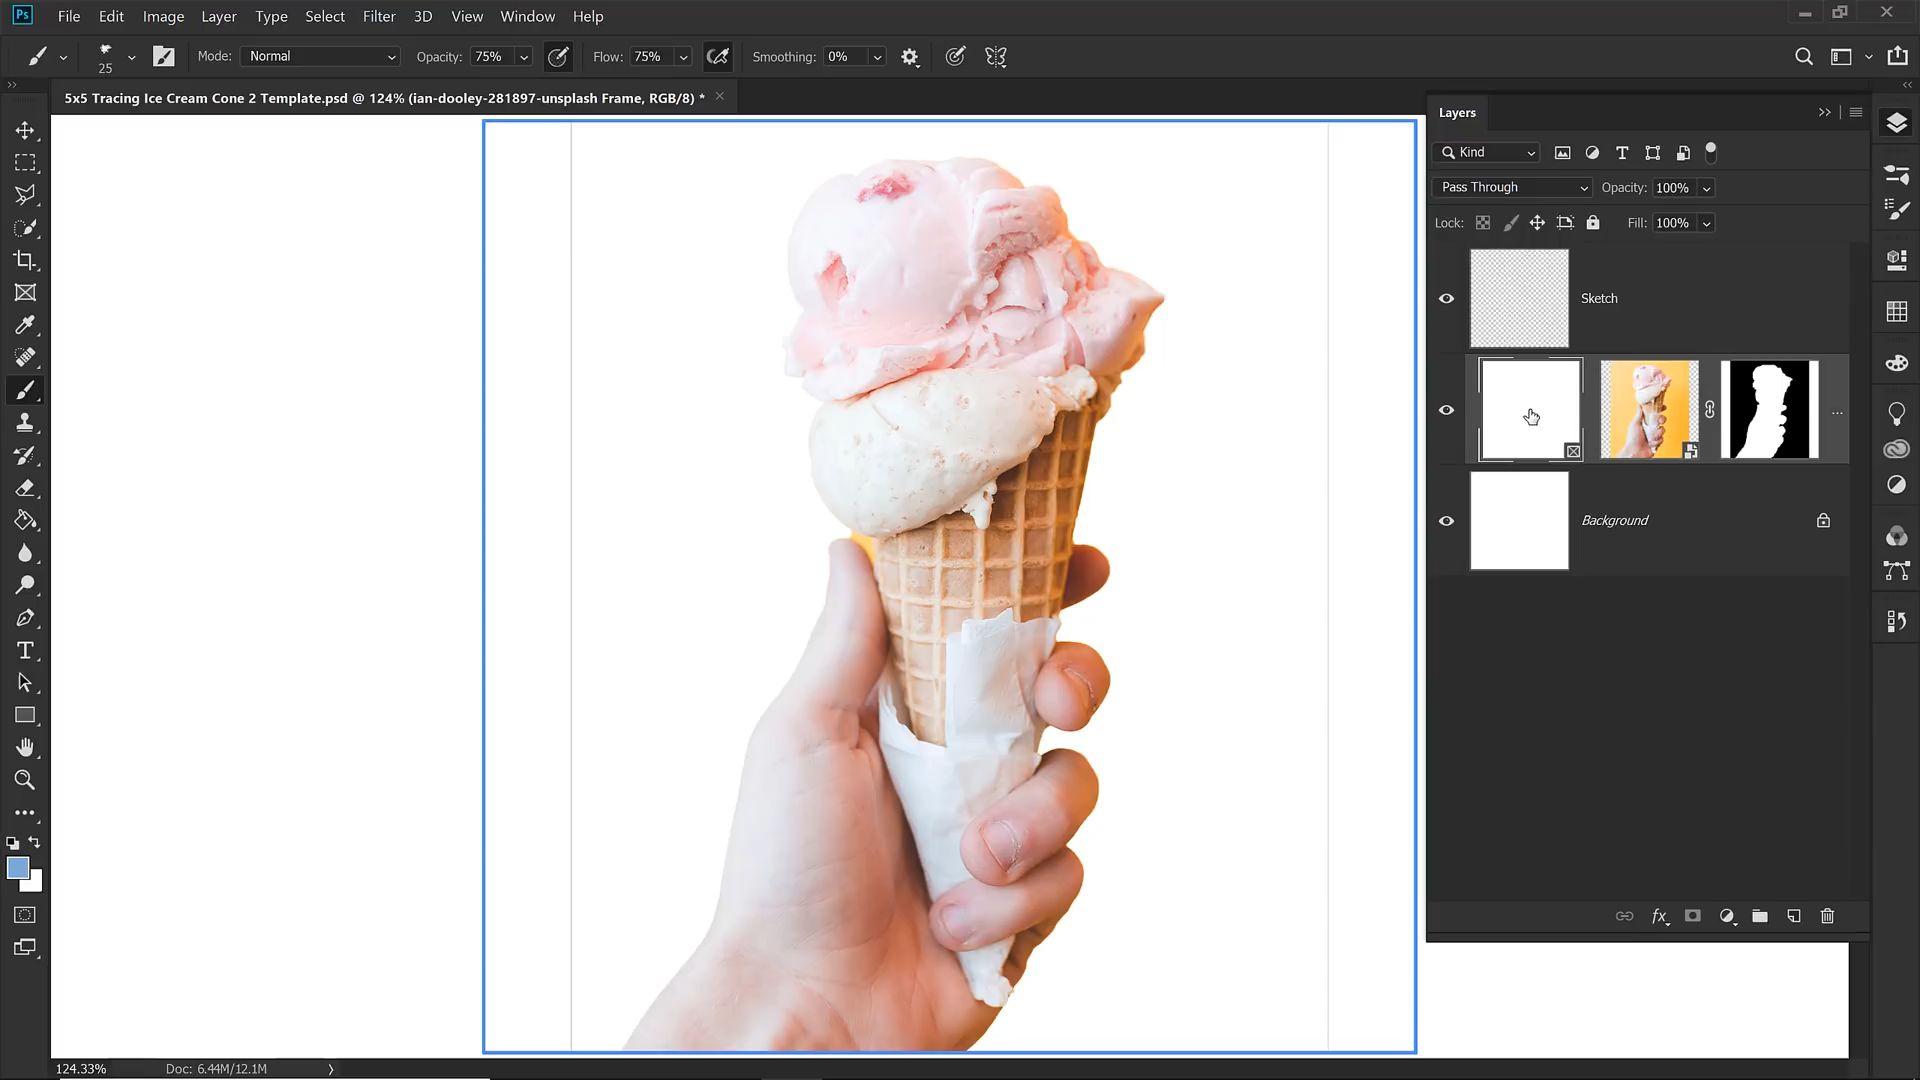 Ps File Edit Image Layer Type Select Filter 3D View Window Help
25 Mode: Normal Opacity: 75% Flow: 75% Smoothing: 0%
5x5 Tracing Ice Cream Cone 2 Template.psd @ 124% (ian-dooley-281897-unsplash Frame, RGB/8) *
Layers
Kind
Pass Through Opacity: 100%
Lock: Fill: 100%
Sketch
...
Background
fx
124.33% Doc: 6.44M/12.1M